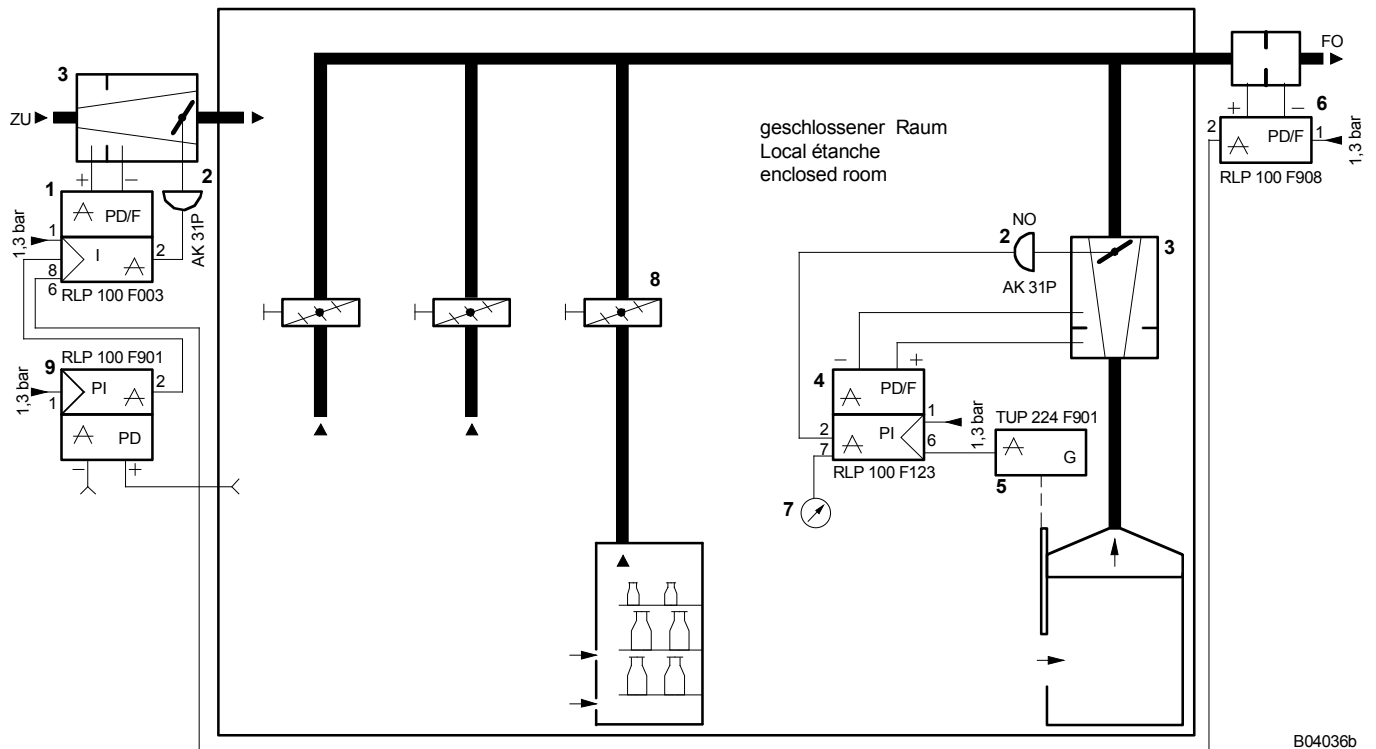 3
ZU
+
−
2
1
PD/F
1,3 bar
1
I
2
8
6
RLP 100 F003
AK 31P
RLP 100 F901
9
1,3 bar
PI
2
1
PD
−
+
geschlossener Raum
Local étanche
enclosed room
8
NO
2
AK 31P
3
−
+
4
PD/F
1
2
PI
1,3 bar
6
7
RLP 100 F123
TUP 224 F901
G
5
7
FO
+
−
6
2
PD/F
1
1,3 bar
RLP 100 F908
B04036b